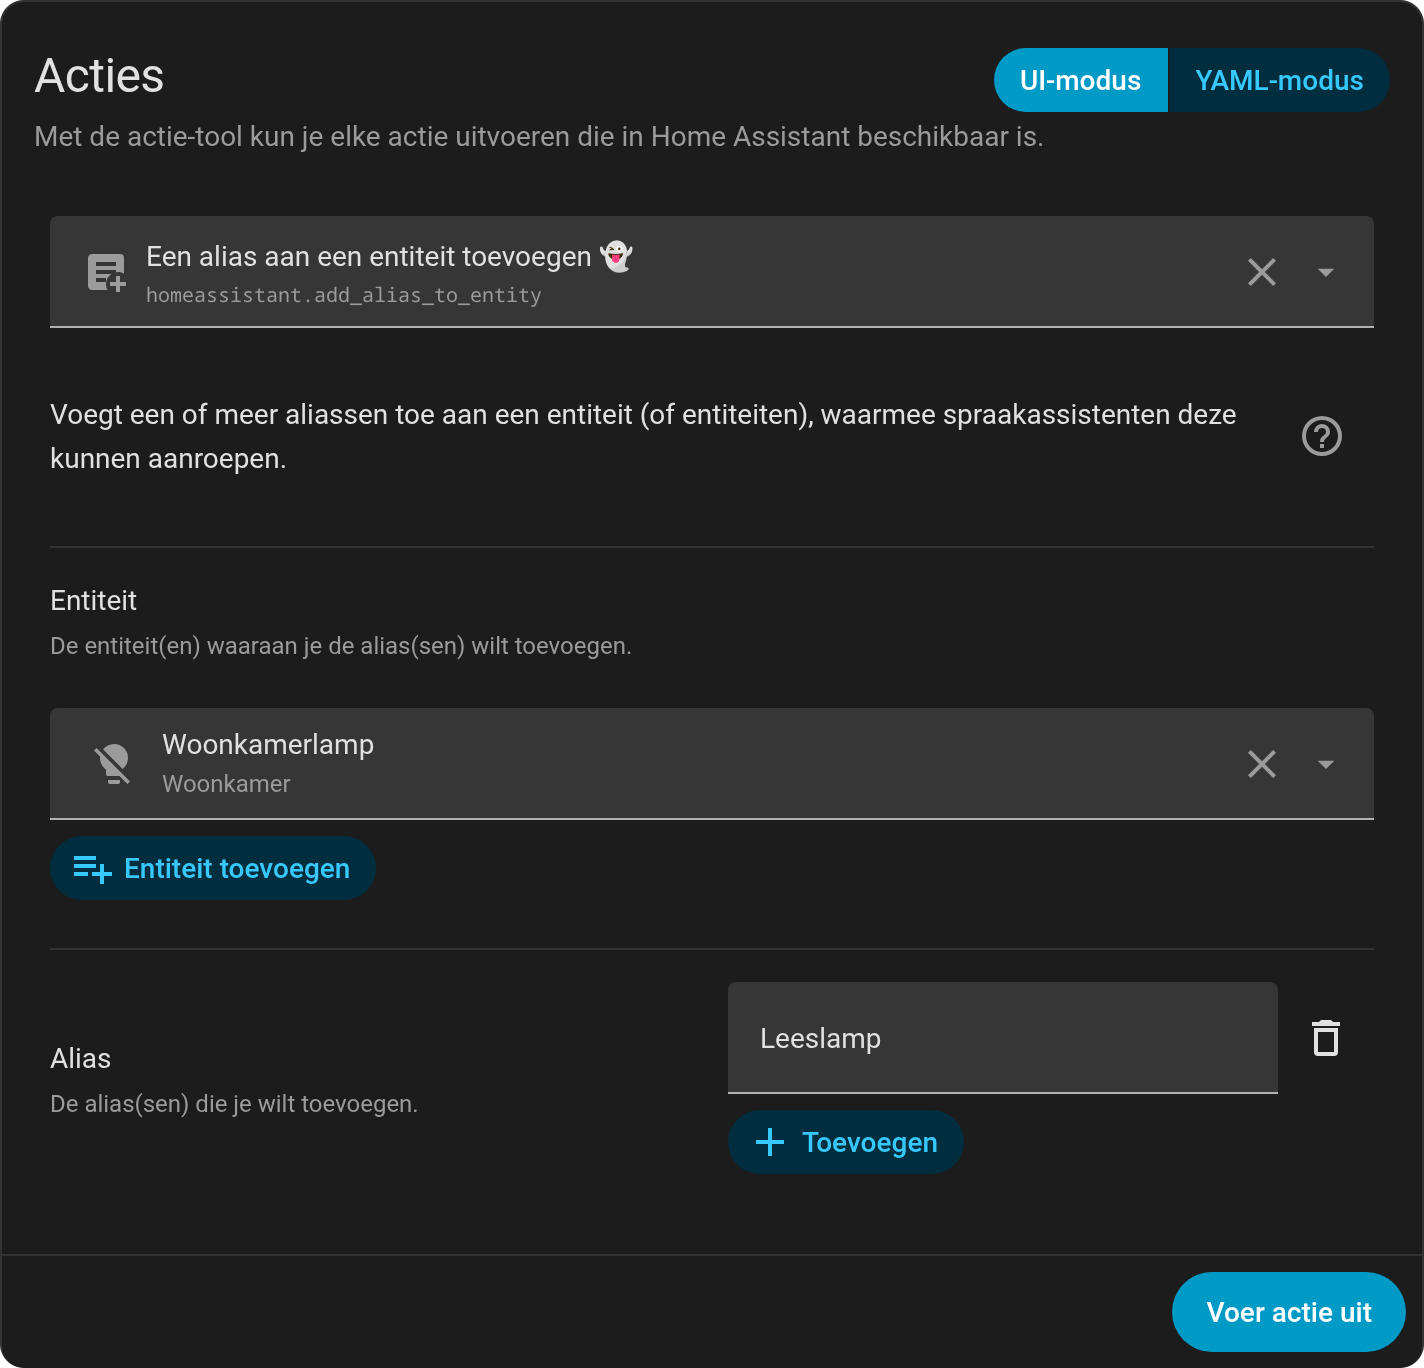 Acties
UI-modus
YAML-modus
Met de actie-tool kun je elke actie uitvoeren die in Home Assistant beschikbaar is.
Een alias aan een entiteit toevoegen 👻
homeassistant.add_alias_to_entity
Voegt een of meer aliassen toe aan een entiteit (of entiteiten), waarmee spraakassistenten deze
kunnen aanroepen.
Entiteit
De entiteit(en) waaraan je de alias(sen) wilt toevoegen.
Woonkamerlamp
Woonkamer
Entiteit toevoegen
Alias
De alias(sen) die je wilt toevoegen.
Leeslamp
Toevoegen
Voer actie uit